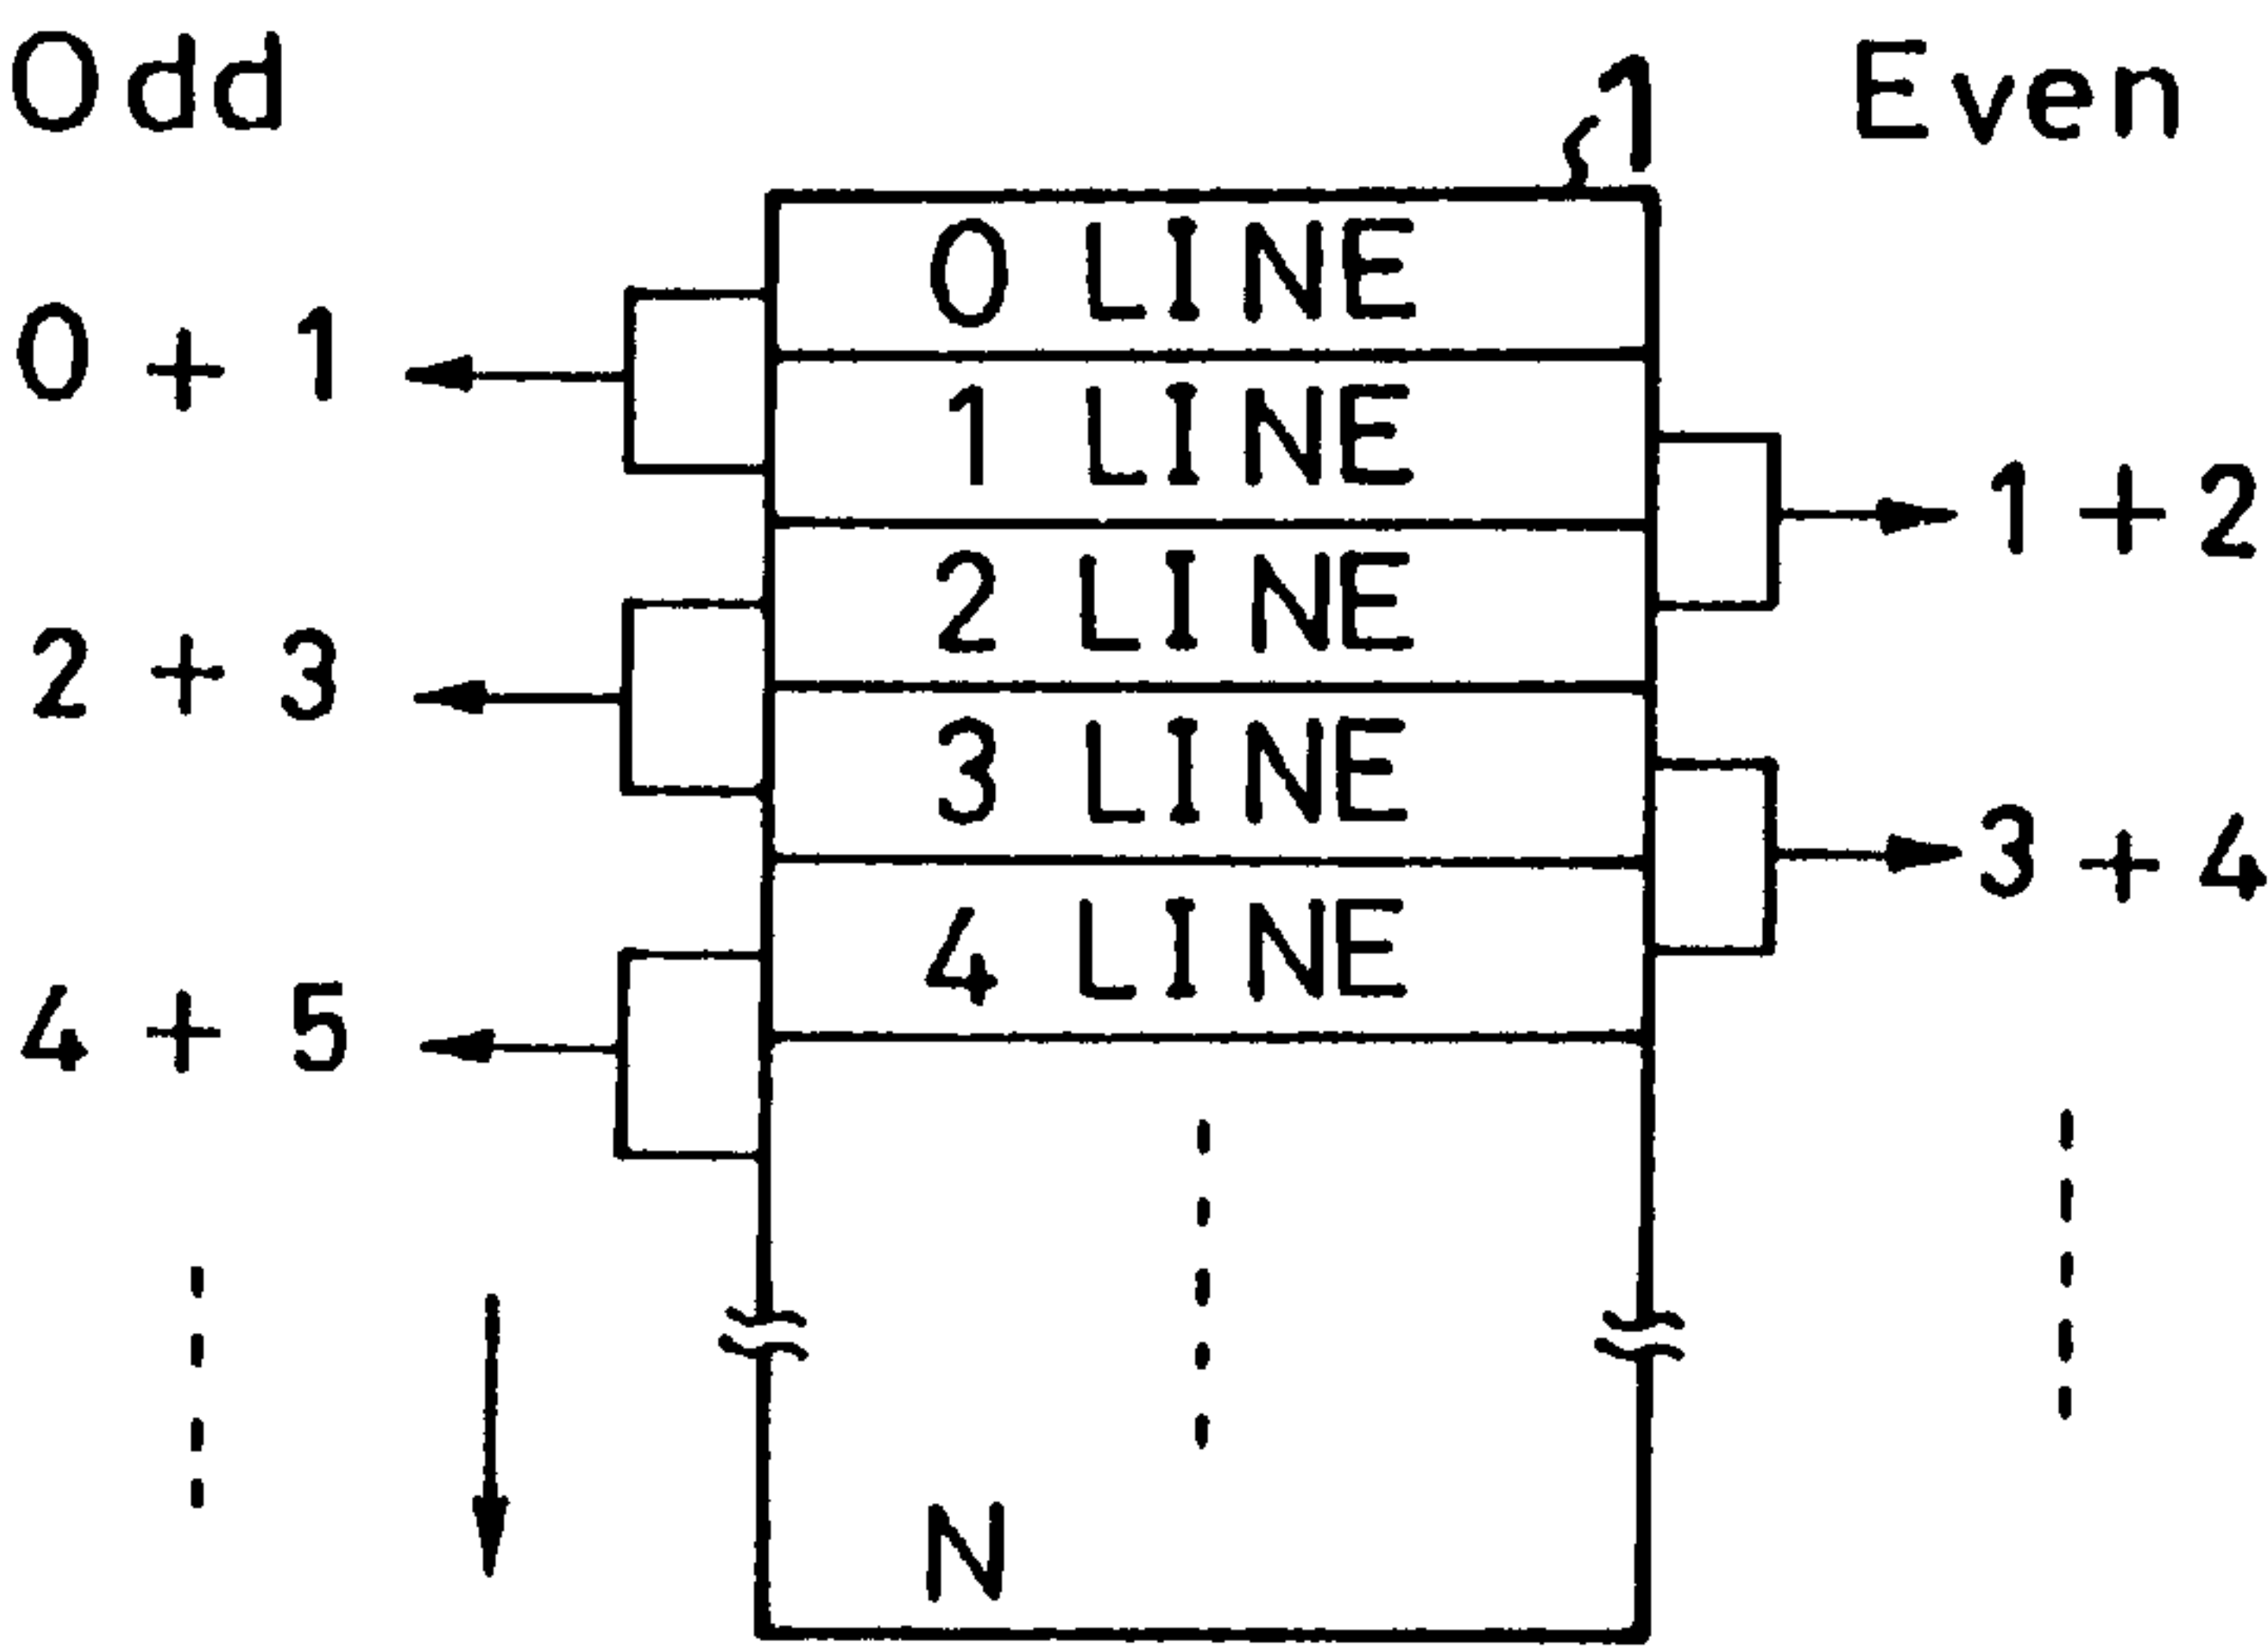 Odd
1
Even
0 LINE
0 + 1
1 LINE
1 + 2
2 LINE
2 + 3
3 LINE
3 + 4
4 LINE
4 + 5
N